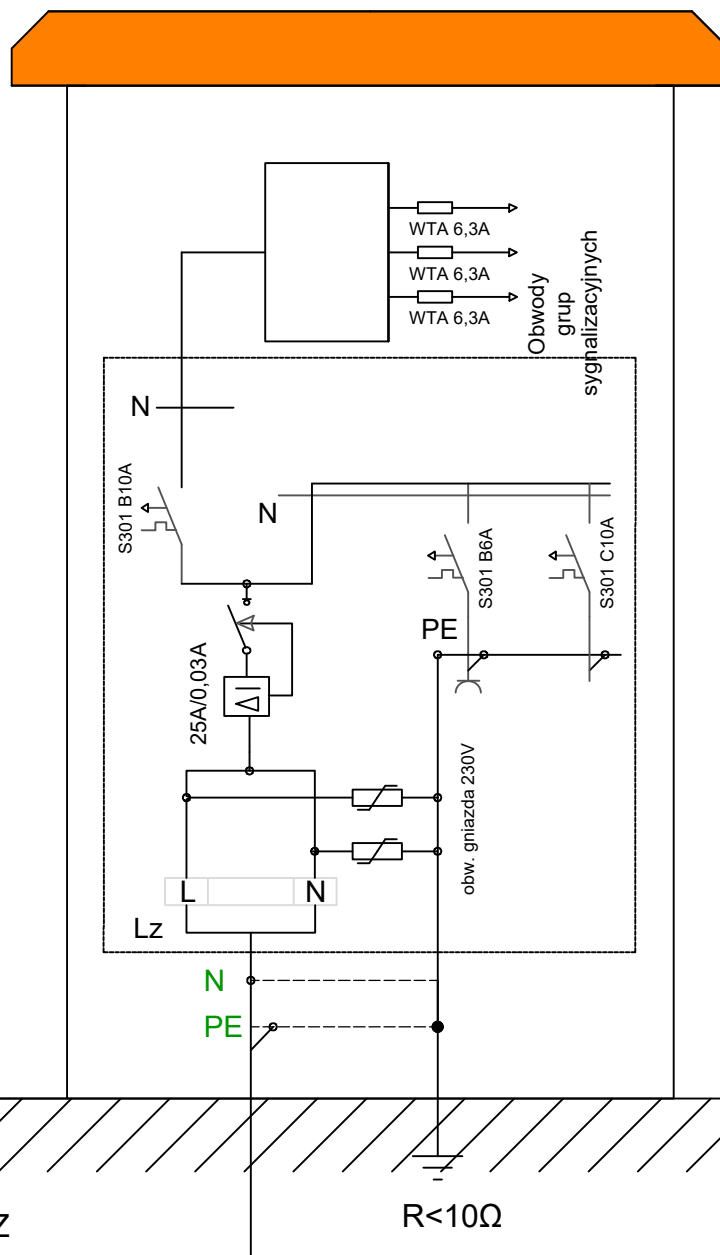 WTA 6,3A
WTA 6,3A
WTA 6,3A
Obwody
grup
sygnalizacyjnych
N
S301 B10A
N
S301 B6A
S301 C10A
PE
25A/0,03A
ΔI
obw. gniazda 230V
L
N
Lz
N
PE
R<10Ω
z